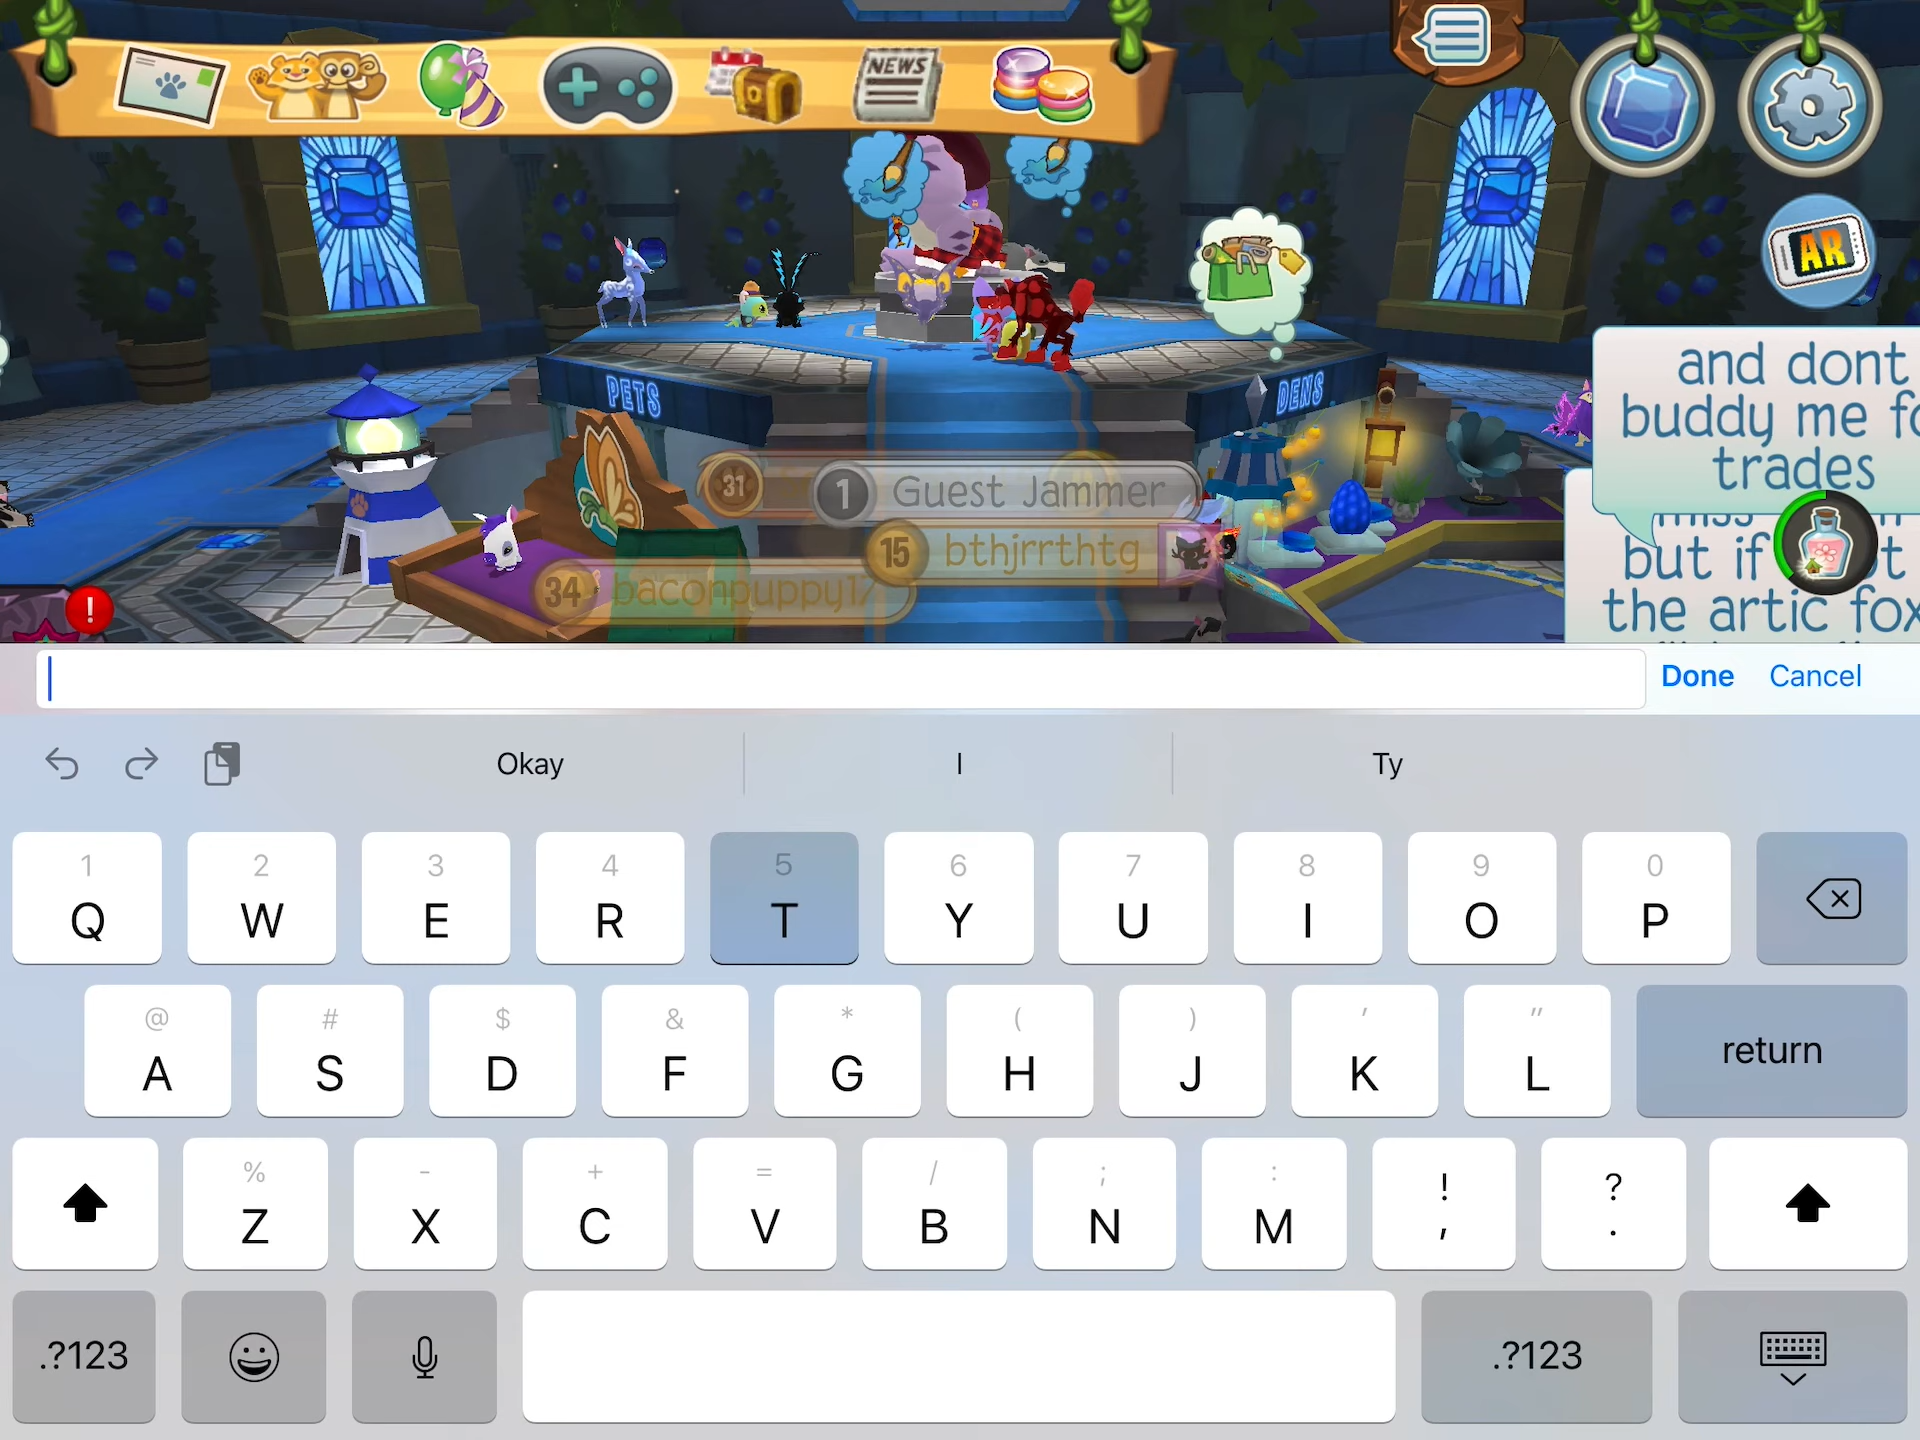 NEWS
AR
and dont
buddy me
trades
PETS
DENS
31
1 Guest Jammer
15 bthjrrthtg
34 baconpuppy17
but if
the artic fox
!
Done Cancel
Okay I Ty
1 2 3 4 5 6 7 8 9 0
Q W E R T Y U I O P
@ # $ & * ( ) ' "
A S D F G H J K L return
% - + = / ; : ! ?
Z X C V B N M , .
.?123 .?123